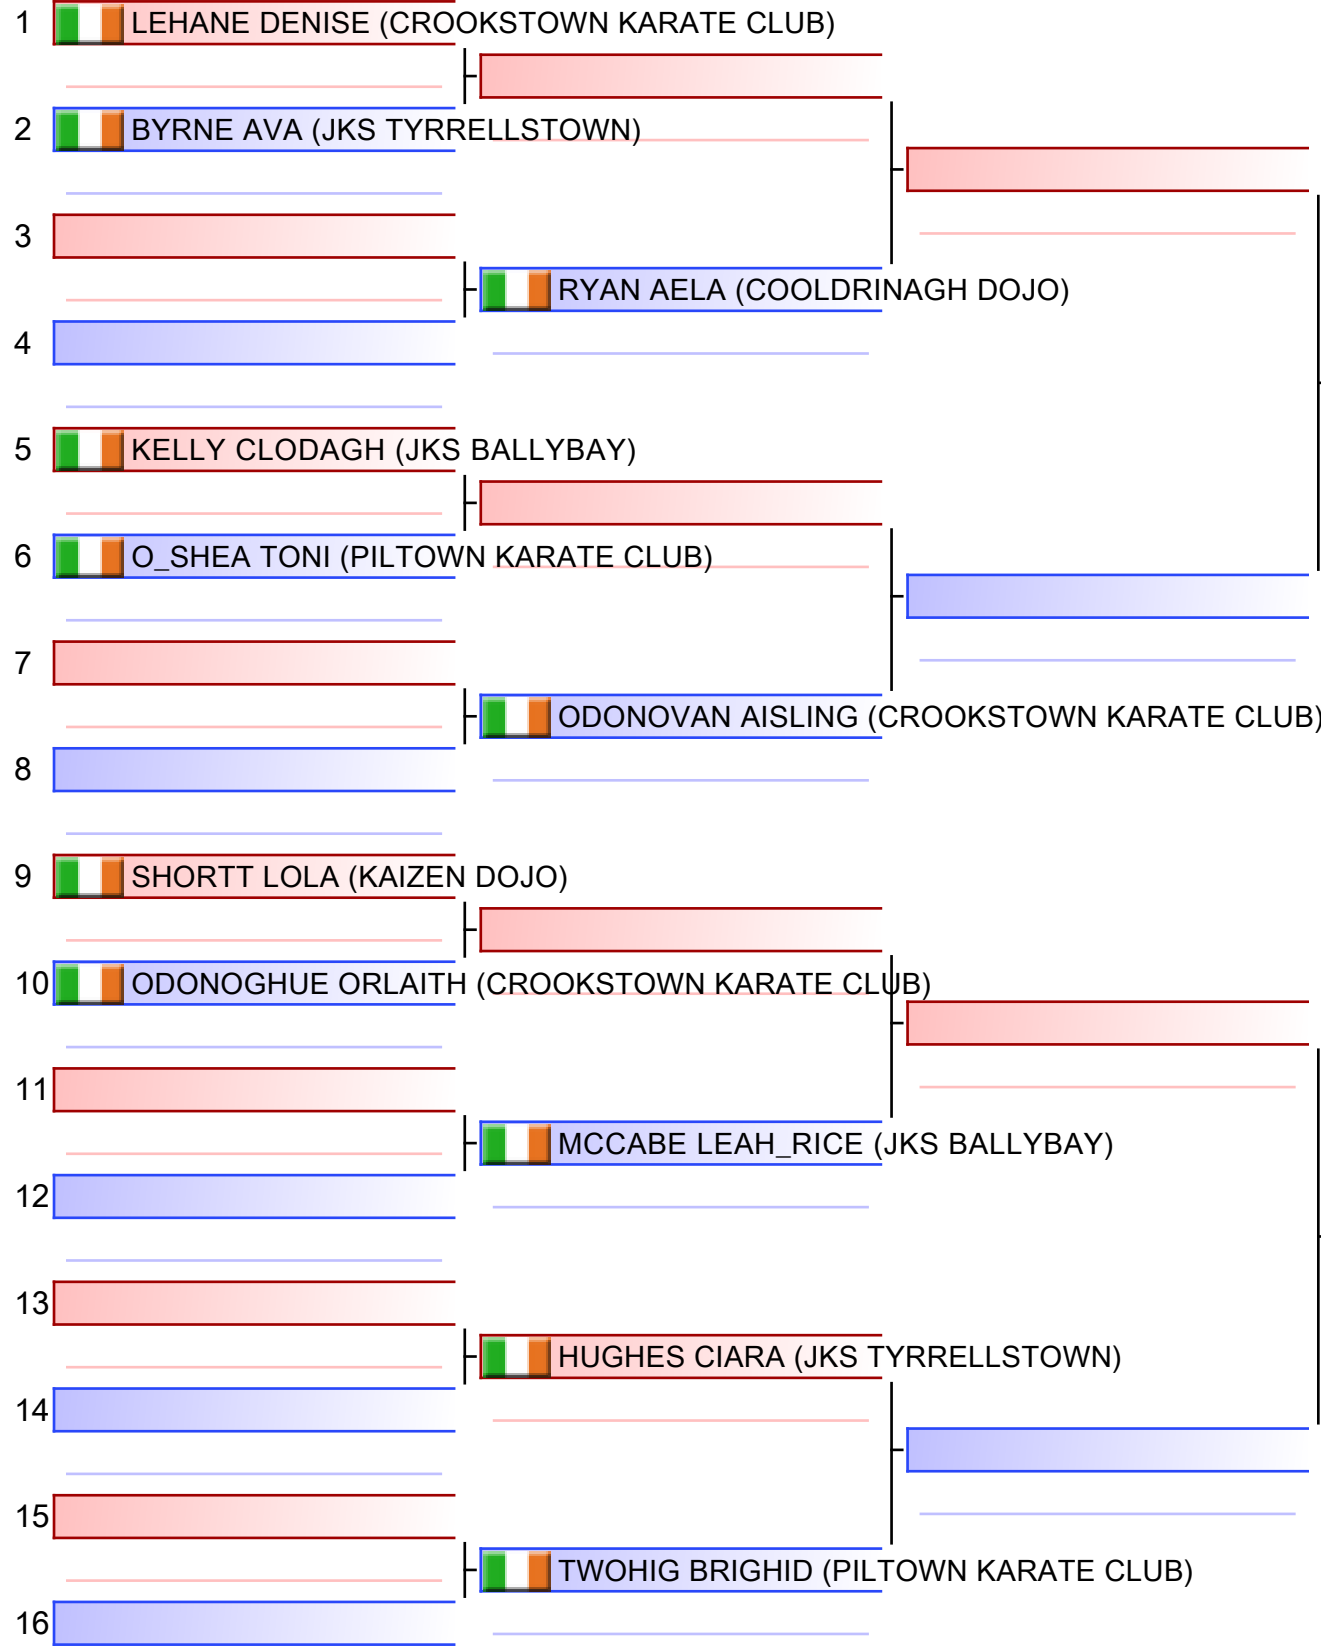 1 LEHANE DENISE (CROOKSTOWN KARATE CLUB)
2 BYRNE AVA (JKS TYRRELLSTOWN)
3
RYAN AELA (COOLDRINAGH DOJO)
4
5 KELLY CLODAGH (JKS BALLYBAY)
6 O_SHEA TONI (PILTOWN KARATE CLUB)
7
ODONOVAN AISLING (CROOKSTOWN KARATE CLUB)
8
9 SHORTT LOLA (KAIZEN DOJO)
10 ODONOGHUE ORLAITH (CROOKSTOWN KARATE CLUB)
11
MCCABE LEAH_RICE (JKS BALLYBAY)
12
13
HUGHES CIARA (JKS TYRRELLSTOWN)
14
15
TWOHIG BRIGHID (PILTOWN KARATE CLUB)
16